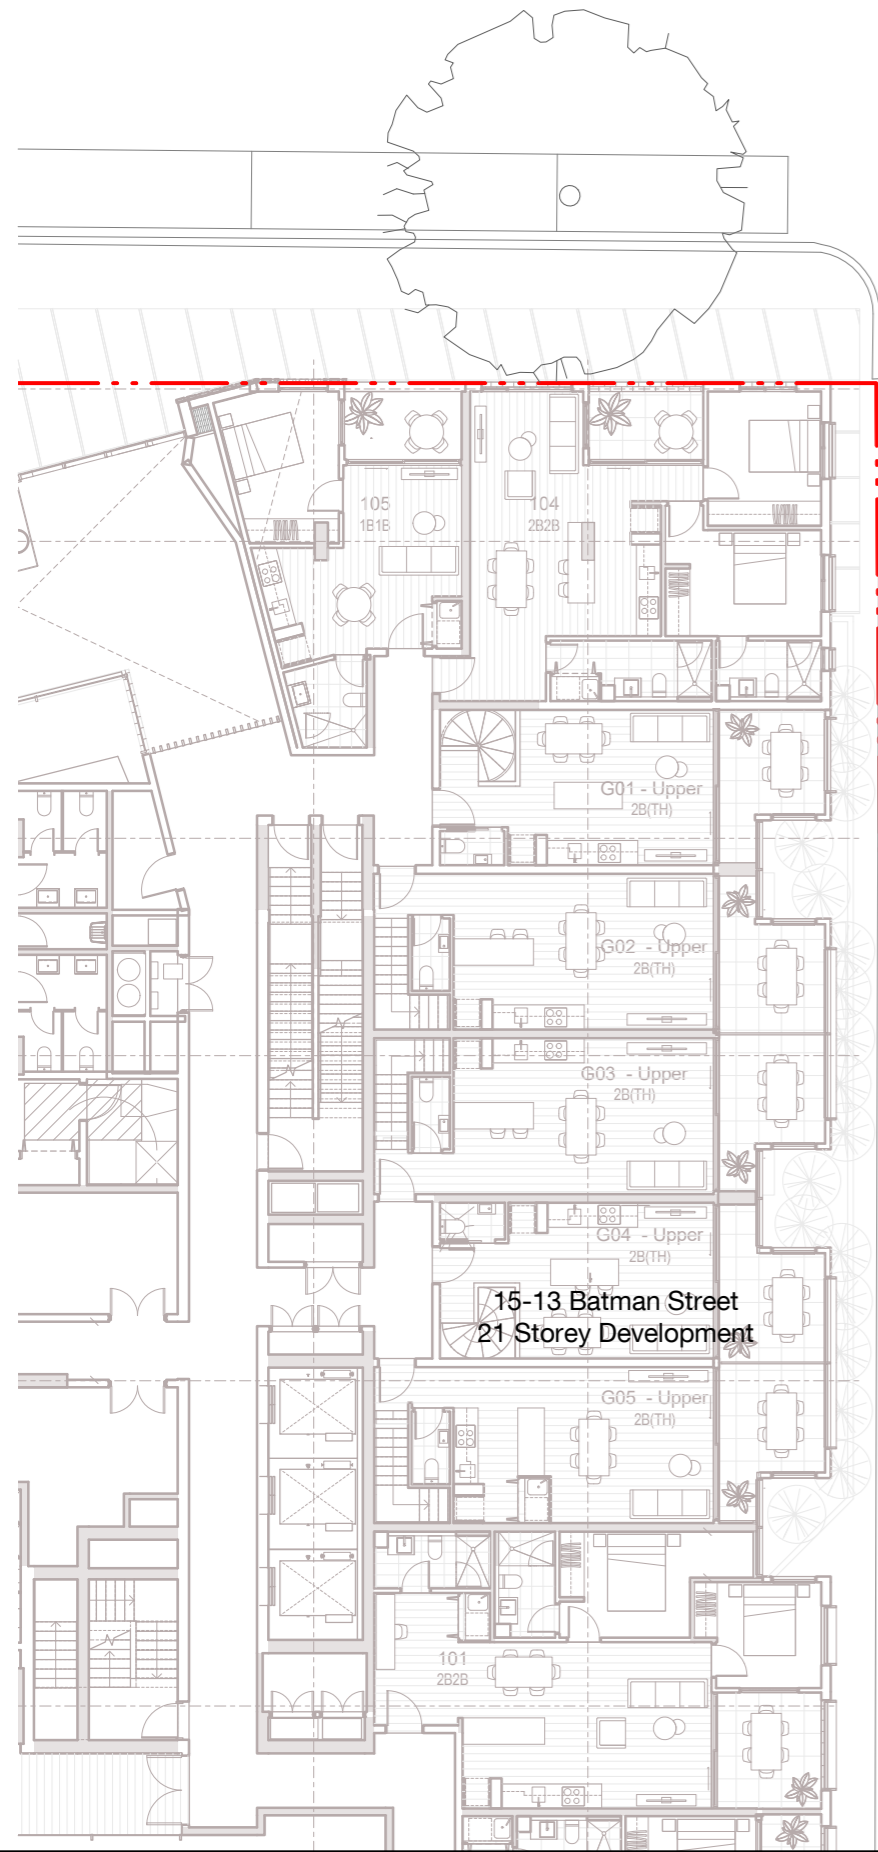 105
1B1B
104
2B2B
G01 - Upper
2B(TH)
G02 - Upper
2B(TH)
G03 - Upper
2B(TH)
G04 - Upper
2B(TH)
15-13 Batman Street
21 Storey Development
G05 - Upper
2B(TH)
101
2B2B